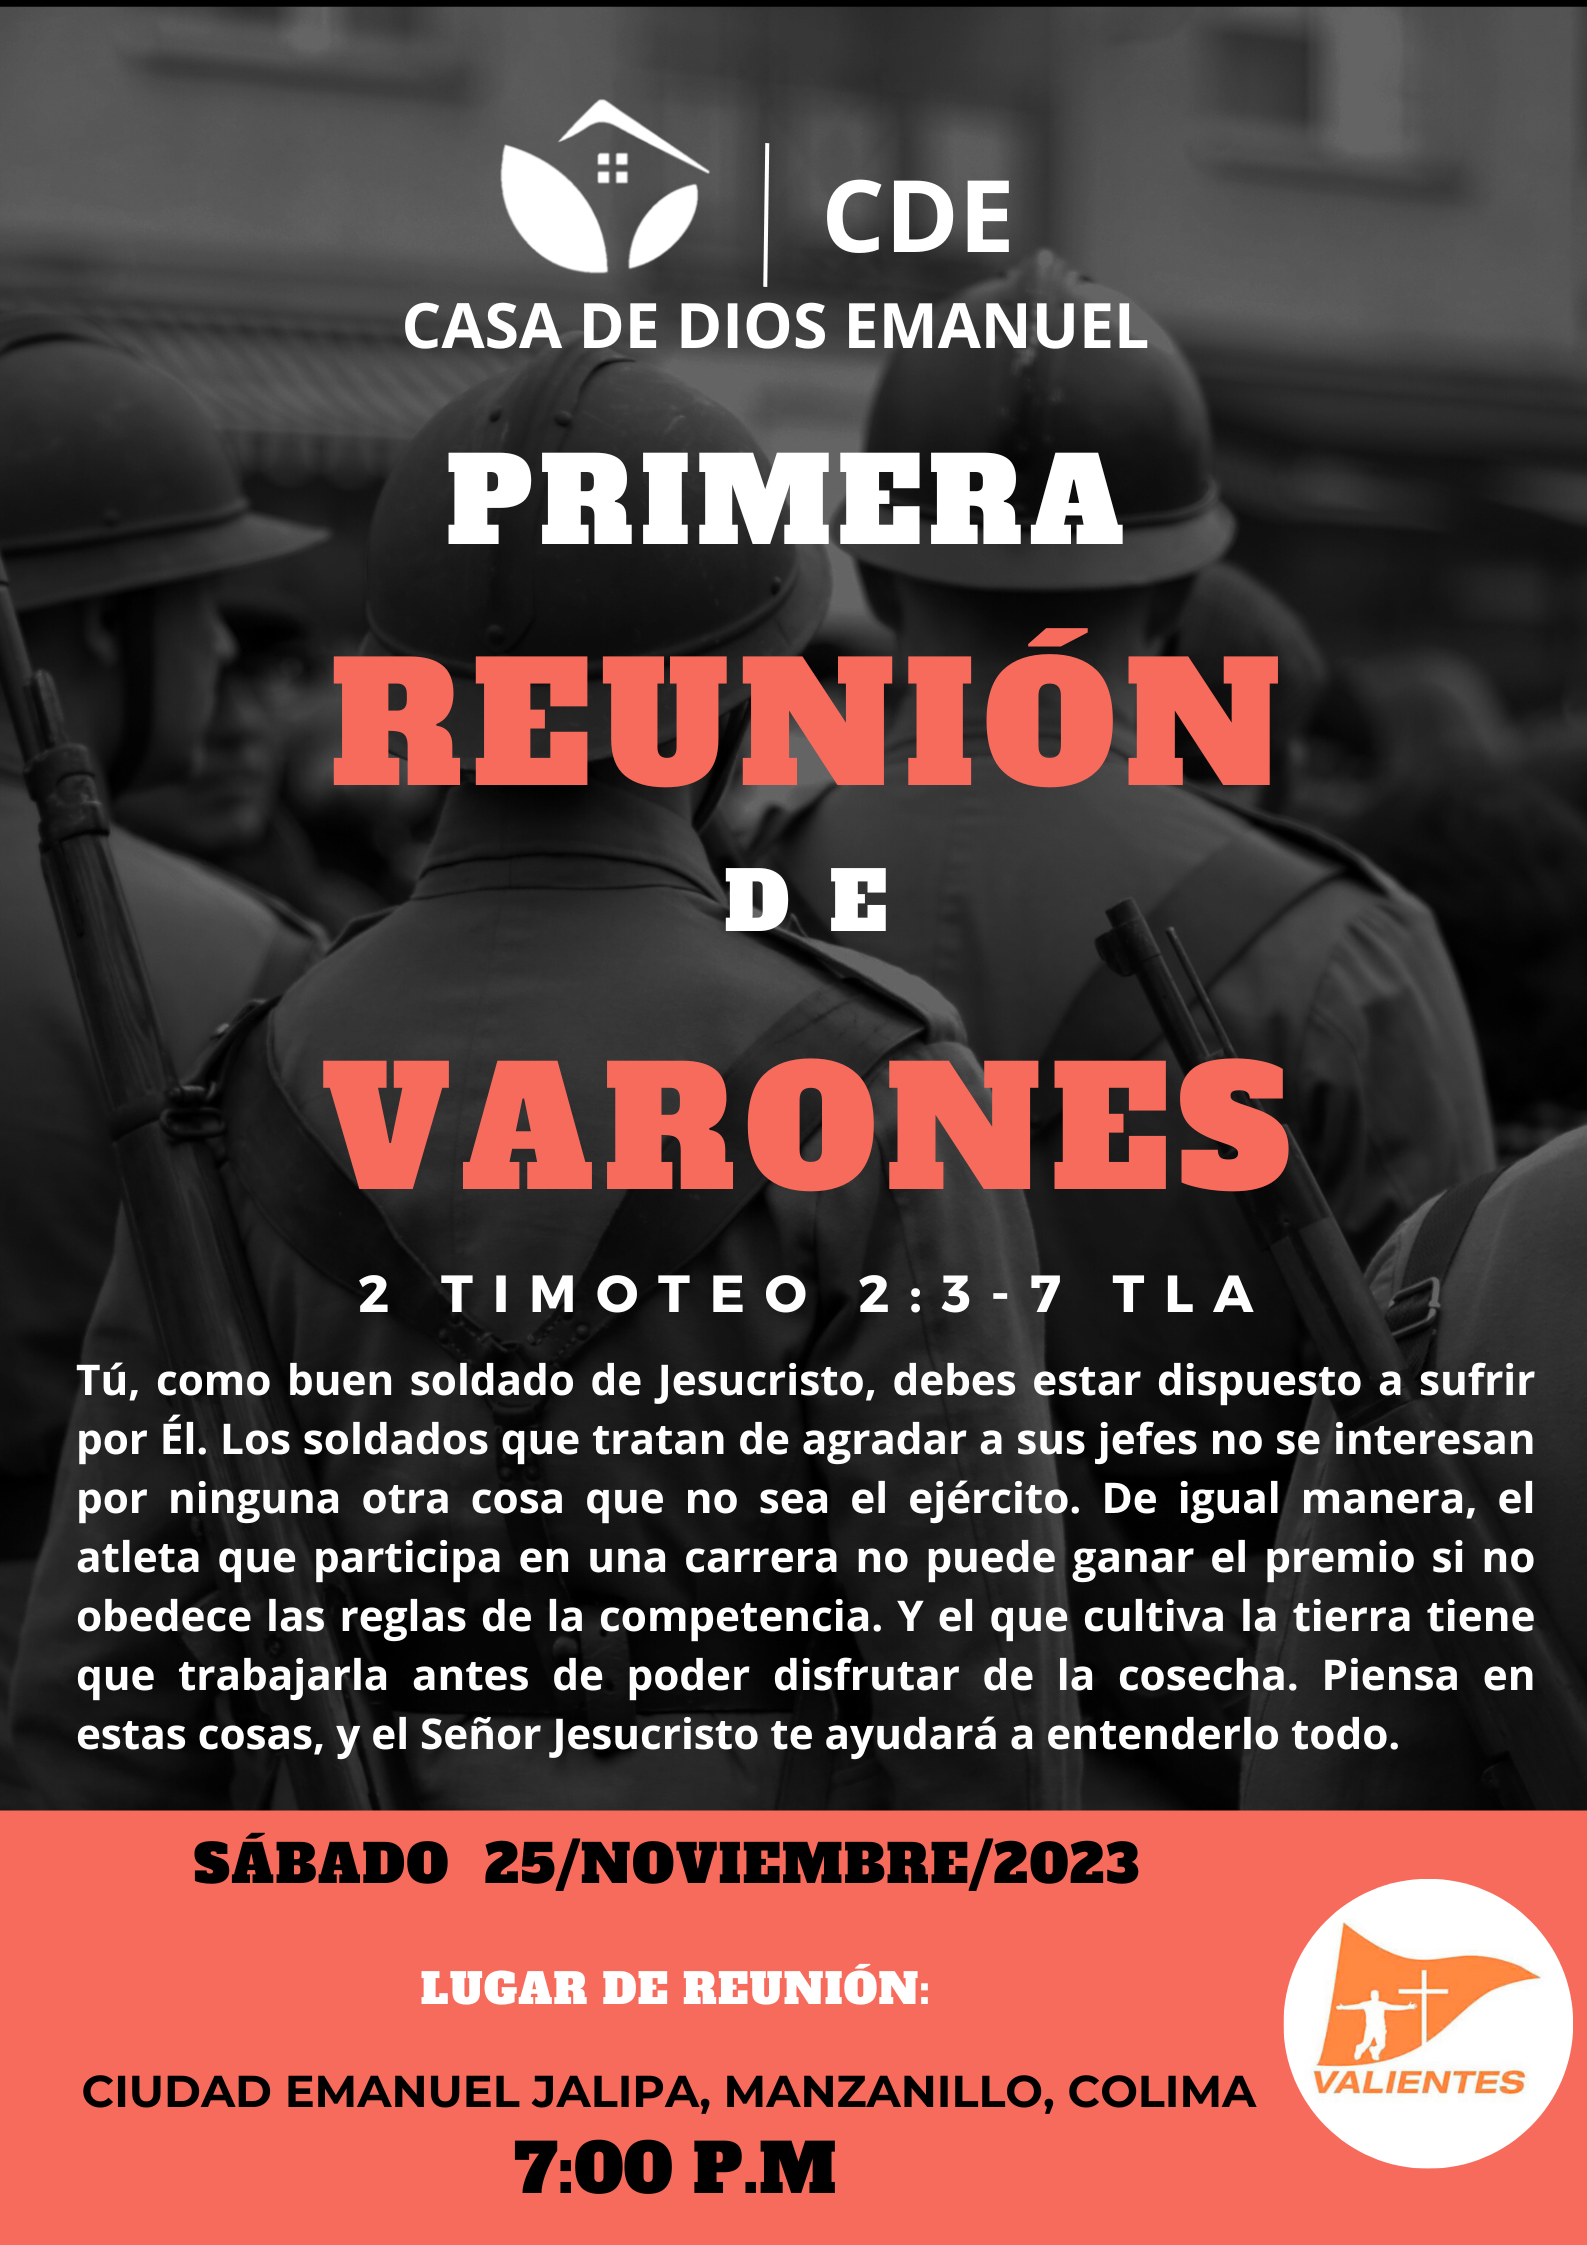 CDE
CASA DE DIOS EMANUEL
PRIMERA
REUNIÓN
DE
VARONES
2 TIMOTEO 2:3-7 TLA
Tú, como buen soldado de Jesucristo, debes estar dispuesto a sufrir
por Él. Los soldados que tratan de agradar a sus jefes no se interesan
por ninguna otra cosa que no sea el ejército. De igual manera, el
atleta que participa en una carrera no puede ganar el premio si no
obedece las reglas de la competencia. Y el que cultiva la tierra tiene
que trabajarla antes de poder disfrutar de la cosecha. Piensa en
estas cosas, y el Señor Jesucristo te ayudará a entenderlo todo.
SÁBADO 25/NOVIEMBRE/2023
LUGAR DE REUNIÓN:
CIUDAD EMANUEL JALIPA, MANZANILLO, COLIMA
7:00 P.M
VALIENTES